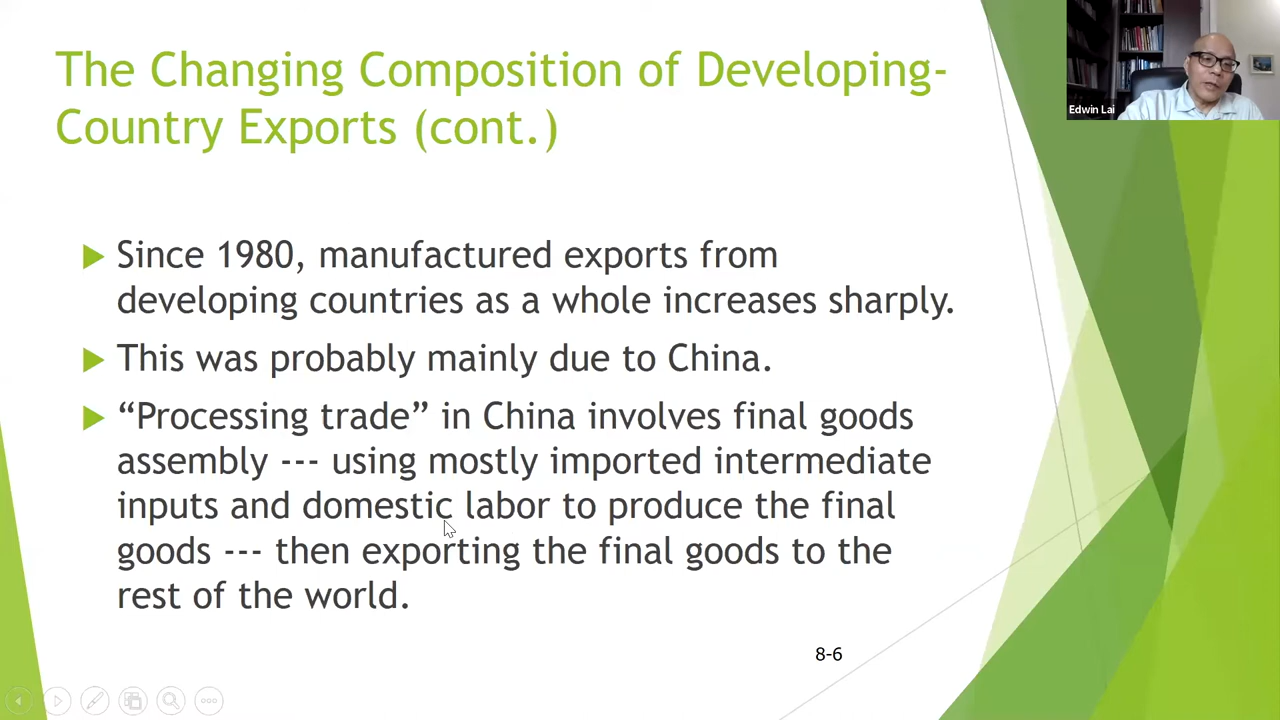 The Changing Composition of Developing-
Country Exports (cont.)
Edwin Lai
Since 1980, manufactured exports from
developing countries as a whole increases sharply.
This was probably mainly due to China.
“Processing trade” in China involves final goods
assembly --- using mostly imported intermediate
inputs and domestic labor to produce the final
goods --- then exporting the final goods to the
rest of the world.
8-6